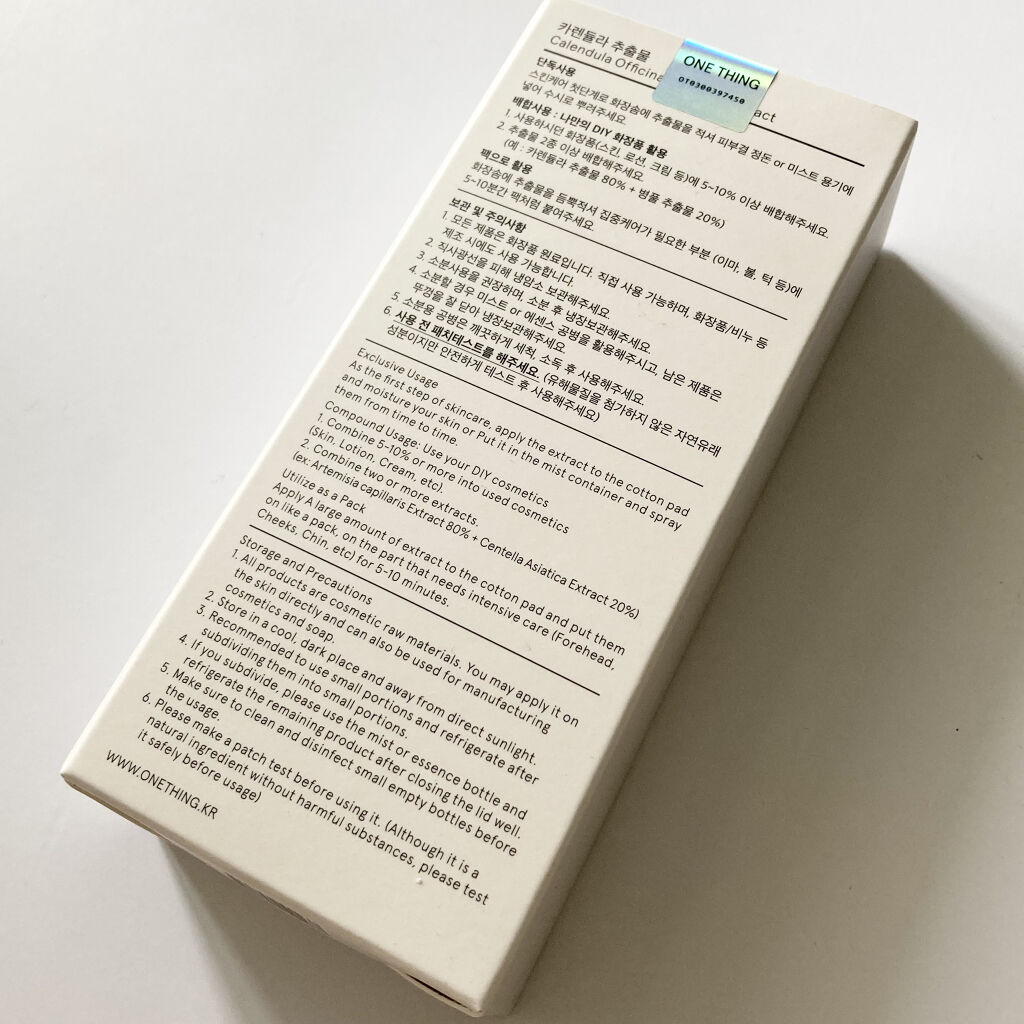 카렌듈라 추출물
Calendula Officina
act
ONE THING
OT0300397450
단독사용
스킨케어 첫단계로 화장솜에 추출물을 적셔 피부결 정돈 or 미스트 용기에
넣어 수시로 뿌려주세요.
배합사용 : 나만의 DIY 화장품 활용
1. 사용하시던 화장품(스킨, 로션, 크림 등)에 5~10% 이상 배합해주세요.
2. 추출물 2종 이상 배합해주세요.
(예 : 카렌듈라 추출물 80% + 병풀 추출물 20%)
팩으로 활용
화장솜에 추출물을 듬뿍적셔 집중케어가 필요한 부분 (이마, 볼, 턱 등)에
5~10분간 팩처럼 붙여주세요.
보관 및 주의사항
1. 모든 제품은 화장품 원료입니다. 직접 사용 가능하며, 화장품/비누 등
제조 시에도 사용 가능합니다.
2. 직사광선을 피해 냉암소 보관해주세요.
3. 소분사용을 권장하며, 소분 후 냉장보관해주세요.
4. 소분할 경우 미스트 or 에센스 공병을 활용해주시고, 남은 제품은
뚜껑을 잘 닫아 냉장보관해주세요.
5. 소분용 공병은 깨끗하게 세척, 소독 후 사용해주세요.
6. 사용 전 패치테스트를 해주세요. (유해물질을 첨가하지 않은 자연유래
성분이지만 안전하게 테스트 후 사용해주세요)
Exclusive Usage
As the first step of skincare, apply the extract to the cotton pad
and moisture your skin or Put it in the mist container and spray
them from time to time.
Compound Usage: Use your DIY cosmetics
1. Combine 5-10% or more into used cosmetics
(Skin, Lotion, Cream, etc).
2. Combine two or more extracts.
(ex: Artemisia capillaris Extract 80% + Centella Asiatica Extract 20%)
Utilize as a Pack
Apply A large amount of extract to the cotton pad and put them
on like a pack, on the part that needs intensive care (Forehead,
Cheeks, Chin, etc) for 5-10 minutes.
Storage and Precautions
1. All products are cosmetic raw materials. You may apply it on
the skin directly and can also be used for manufacturing
cosmetics and soap.
2. Store in a cool, dark place and away from direct sunlight.
3. Recommended to use small portions and refrigerate after
subdividing them into small portions.
4. If you subdivide, please use the mist or essence bottle and
refrigerate the remaining product after closing the lid well.
5. Make sure to clean and disinfect small empty bottles before
the usage.
6. Please make a patch test before using it. (Although it is a
natural ingredient without harmful substances, please test
it safely before usage)
WWW.ONETHING.KR